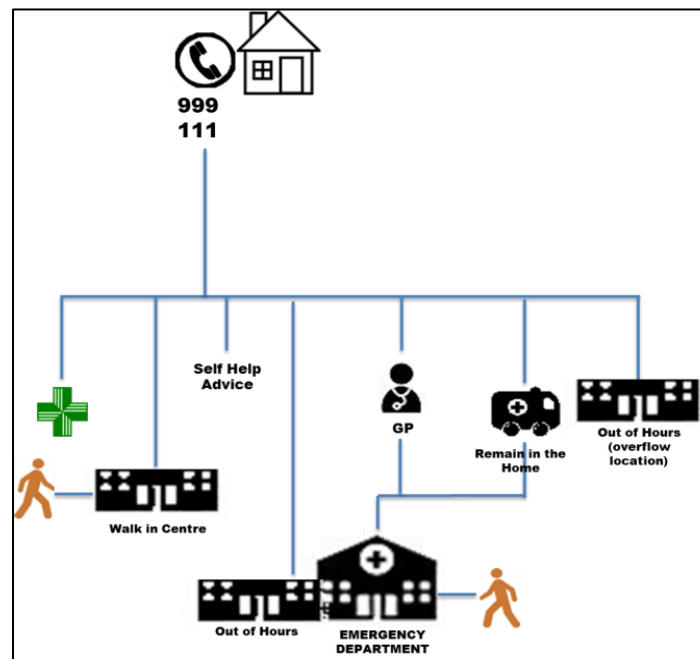 999
111
Self Help
Advice
GP
Remain in the
Home
Out of Hours
(overflow
location)
Walk in Centre
Out of Hours
EMERGENCY
DEPARTMENT